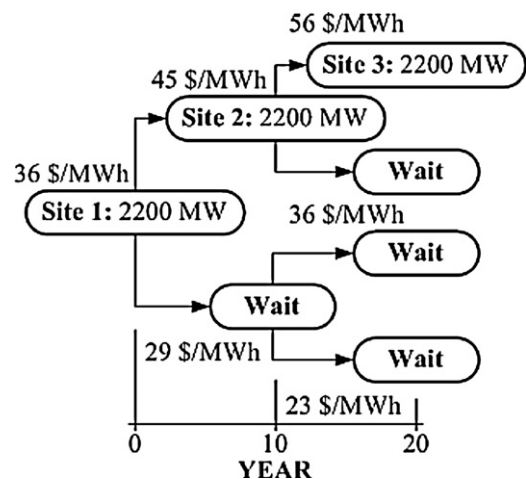 56 $/MWh
Site 3: 2200 MW
45 $/MWh
Site 2: 2200 MW
Wait
36 $/MWh
Site 1: 2200 MW
36 $/MWh
Wait
Wait
29 $/MWh
Wait
23 $/MWh
0 10 20
YEAR